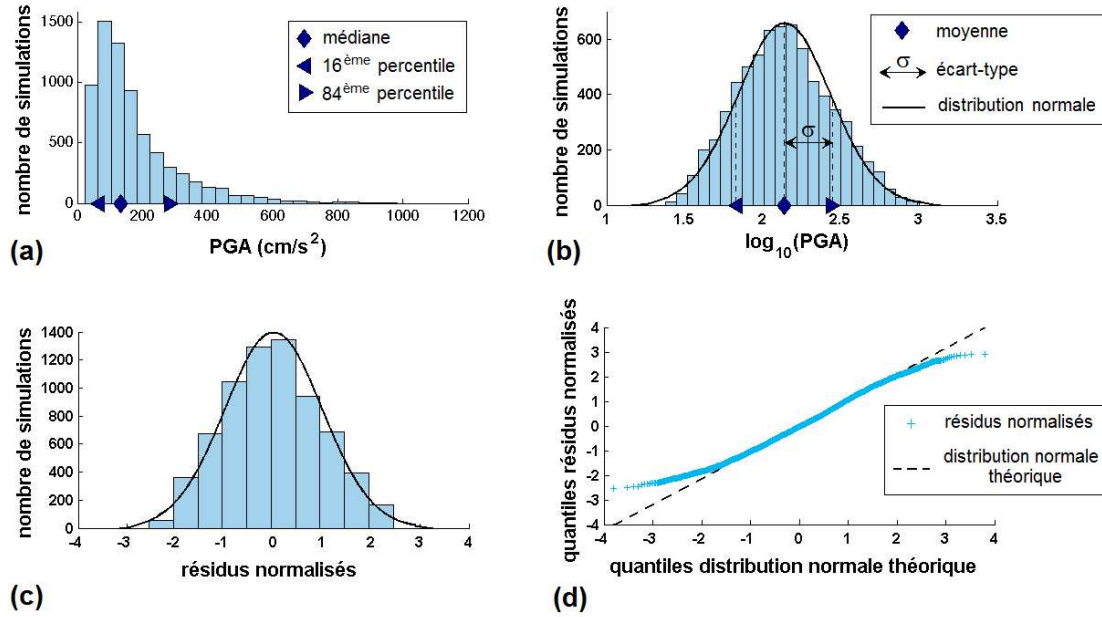 nombre de simulations
1500
1000
500
0
0
200
400
600
800
1000
1200
PGA (cm/s²)
médiane
16ème percentile
84ème percentile
(a)
nombre de simulations
600
400
200
0
1
1.5
2
2.5
3
3.5
log10(PGA)
σ
moyenne
σ
écart-type
distribution normale
(b)
nombre de simulations
1400
1200
1000
800
600
400
200
0
-4
-3
-2
-1
0
1
2
3
4
résidus normalisés
(c)
quantiles résidus normalisés
4
3
2
1
0
-1
-2
-3
-4
-4
-3
-2
-1
0
1
2
3
4
quantiles distribution normale théorique
résidus normalisés
distribution normale
théorique
(d)